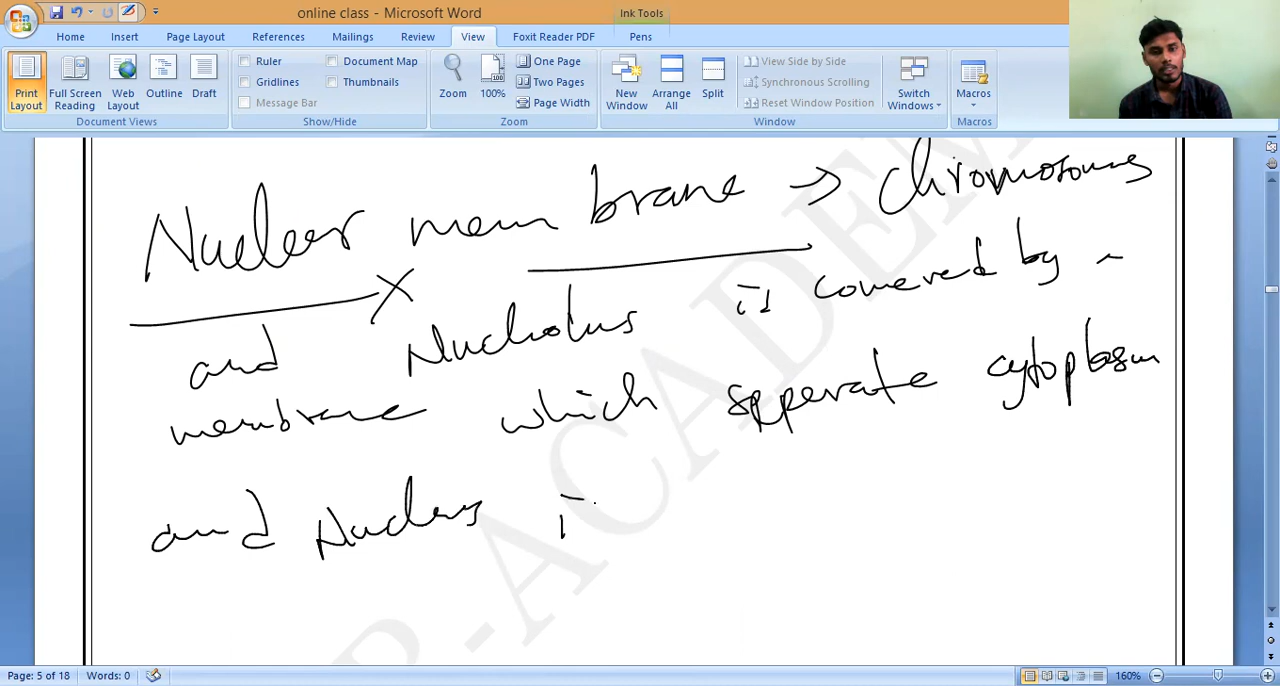 online class - Microsoft Word
Ink Tools
Home Insert Page Layout References Mailings Review View Foxit Reader PDF Pens
Print Layout
Full Screen Reading
Web Layout
Outline
Draft
Document Views
Ruler
Gridlines
Message Bar
Document Map
Thumbnails
Show/Hide
Zoom
100%
One Page
Two Pages
Page Width
Zoom
New Window
Arrange All
Split
View Side by Side
Synchronous Scrolling
Reset Window Position
Switch Windows
Window
Macros
Macros
Nuclear membrane → chromosomes
and Nucleolus is covered by
membrane which spperate cytoplasm
and Nucleus
R-ACADEM
Page: 5 of 18 Words: 0 160%